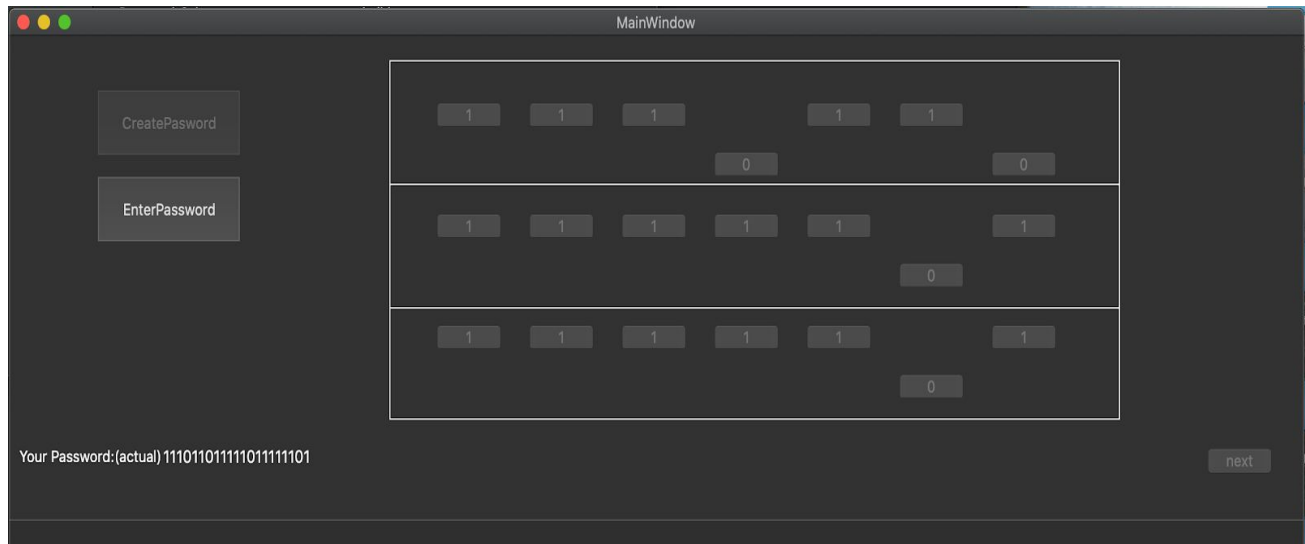 MainWindow
CreatePasword
EnterPassword
1 1 1 1 1
0 0
1 1 1 1 1 1
0
1 1 1 1 1 1
0
Your Password:(actual) 111011011111011111101
next